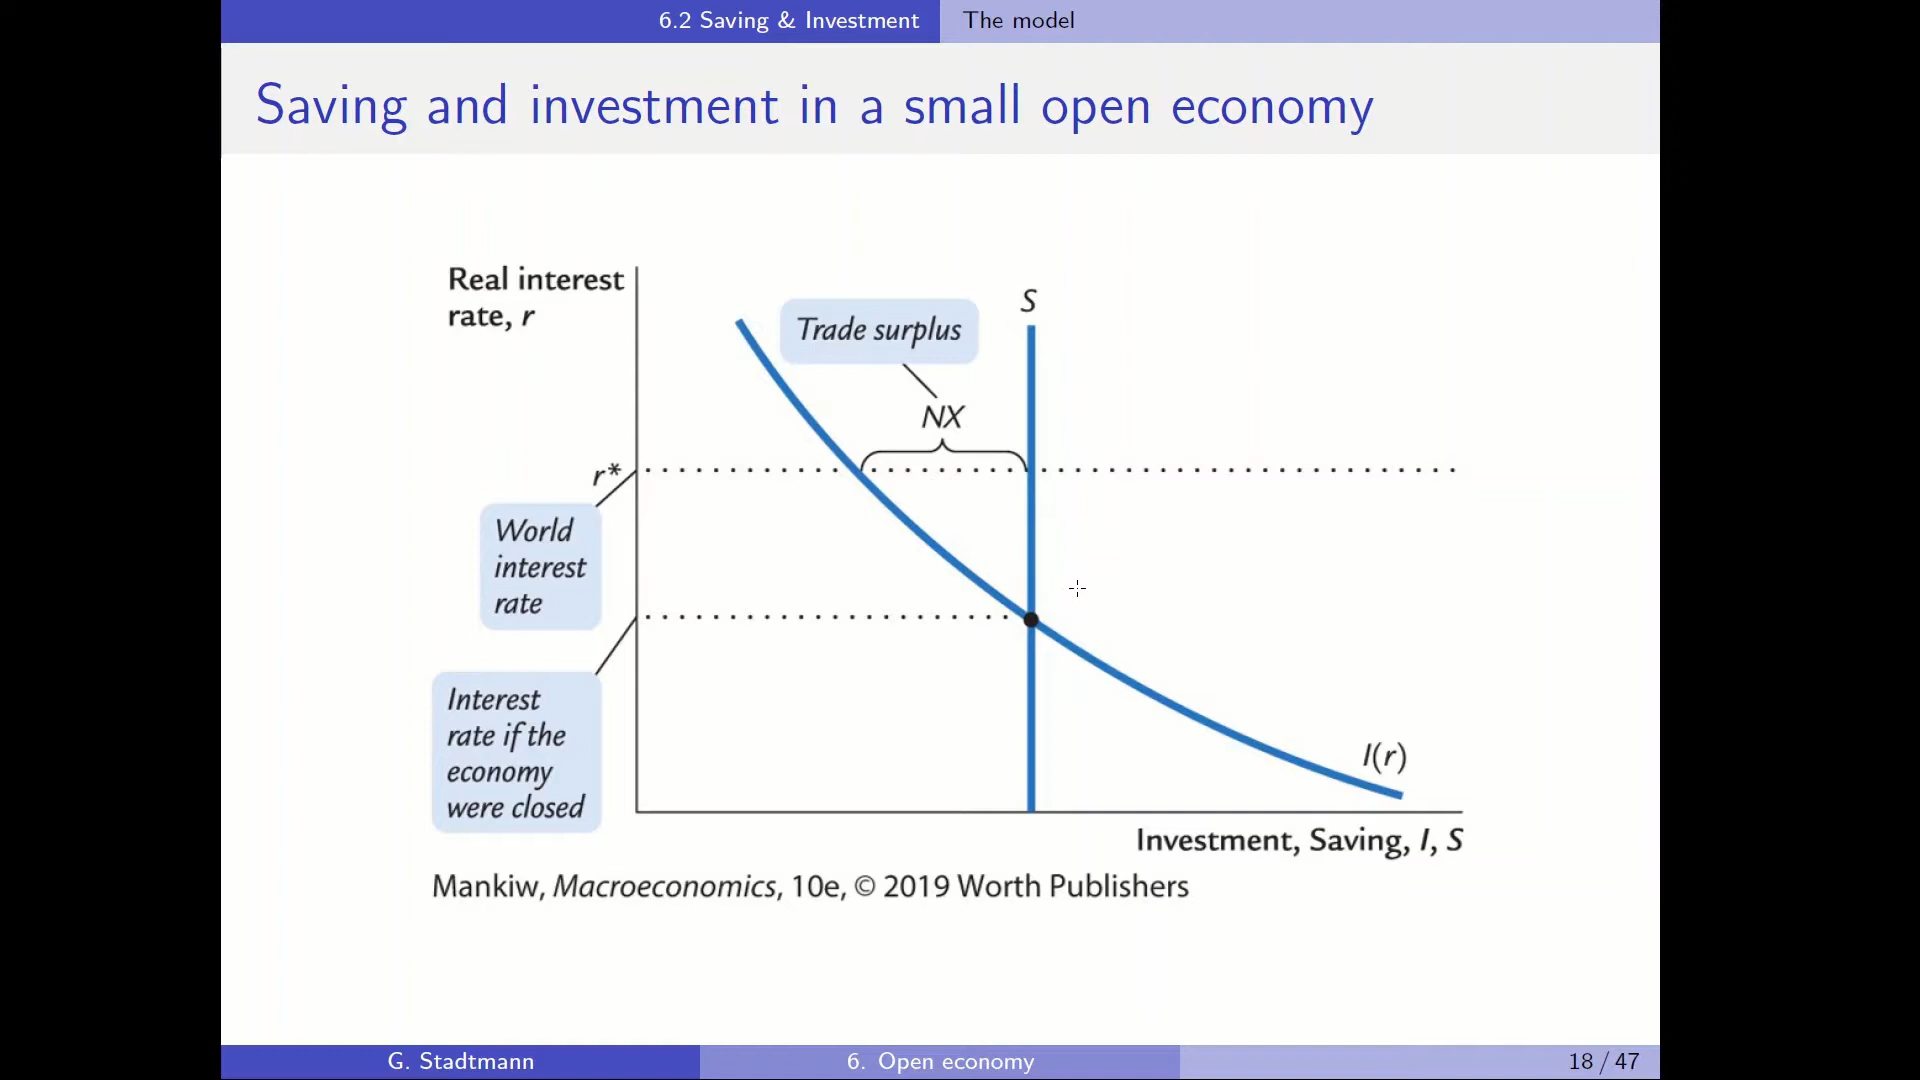 6.2 Saving & Investment
The model
Saving and investment in a small open economy
Real interest
rate, r
Trade surplus
S
NX
r*
World
interest
rate
Interest
rate if the
economy
were closed
I(r)
Investment, Saving, I, S
Mankiw, Macroeconomics, 10e, © 2019 Worth Publishers
G. Stadtmann
6. Open economy
18 / 47